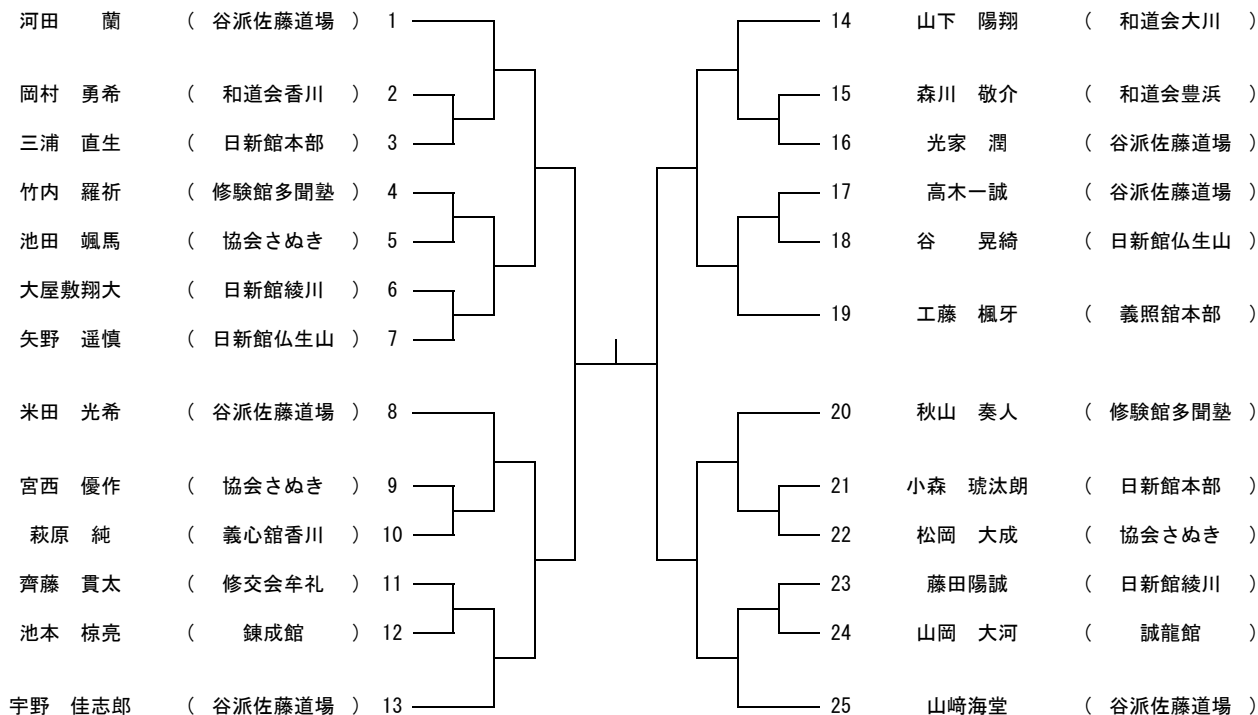 河田　蘭 （ 谷派佐藤道場 ） 1
岡村　勇希 （ 和道会香川 ） 2
三浦　直生 （ 日新館本部 ） 3
竹内　羅祈 （ 修験館多聞塾 ） 4
池田　颯馬 （ 協会さぬき ） 5
大屋敷翔大 （ 日新館綾川 ） 6
矢野　遥慎 （ 日新館仏生山 ） 7
米田　光希 （ 谷派佐藤道場 ） 8
宮西　優作 （ 協会さぬき ） 9
萩原　純 （ 義心舘香川 ） 10
齊藤　貫太 （ 修交会牟礼 ） 11
池本　椋亮 （ 錬成館 ） 12
宇野　佳志郎 （ 谷派佐藤道場 ） 13
14 山下　陽翔 （ 和道会大川 ）
15 森川　敬介 （ 和道会豊浜 ）
16 光家　潤 （ 谷派佐藤道場 ）
17 高木一誠 （ 谷派佐藤道場 ）
18 谷　晃綺 （ 日新館仏生山 ）
19 工藤　楓牙 （ 義照舘本部 ）
20 秋山　奏人 （ 修験館多聞塾 ）
21 小森　琥汰朗 （ 日新館本部 ）
22 松岡　大成 （ 協会さぬき ）
23 藤田陽誠 （ 日新館綾川 ）
24 山岡　大河 （ 誠龍館 ）
25 山﨑海堂 （ 谷派佐藤道場 ）